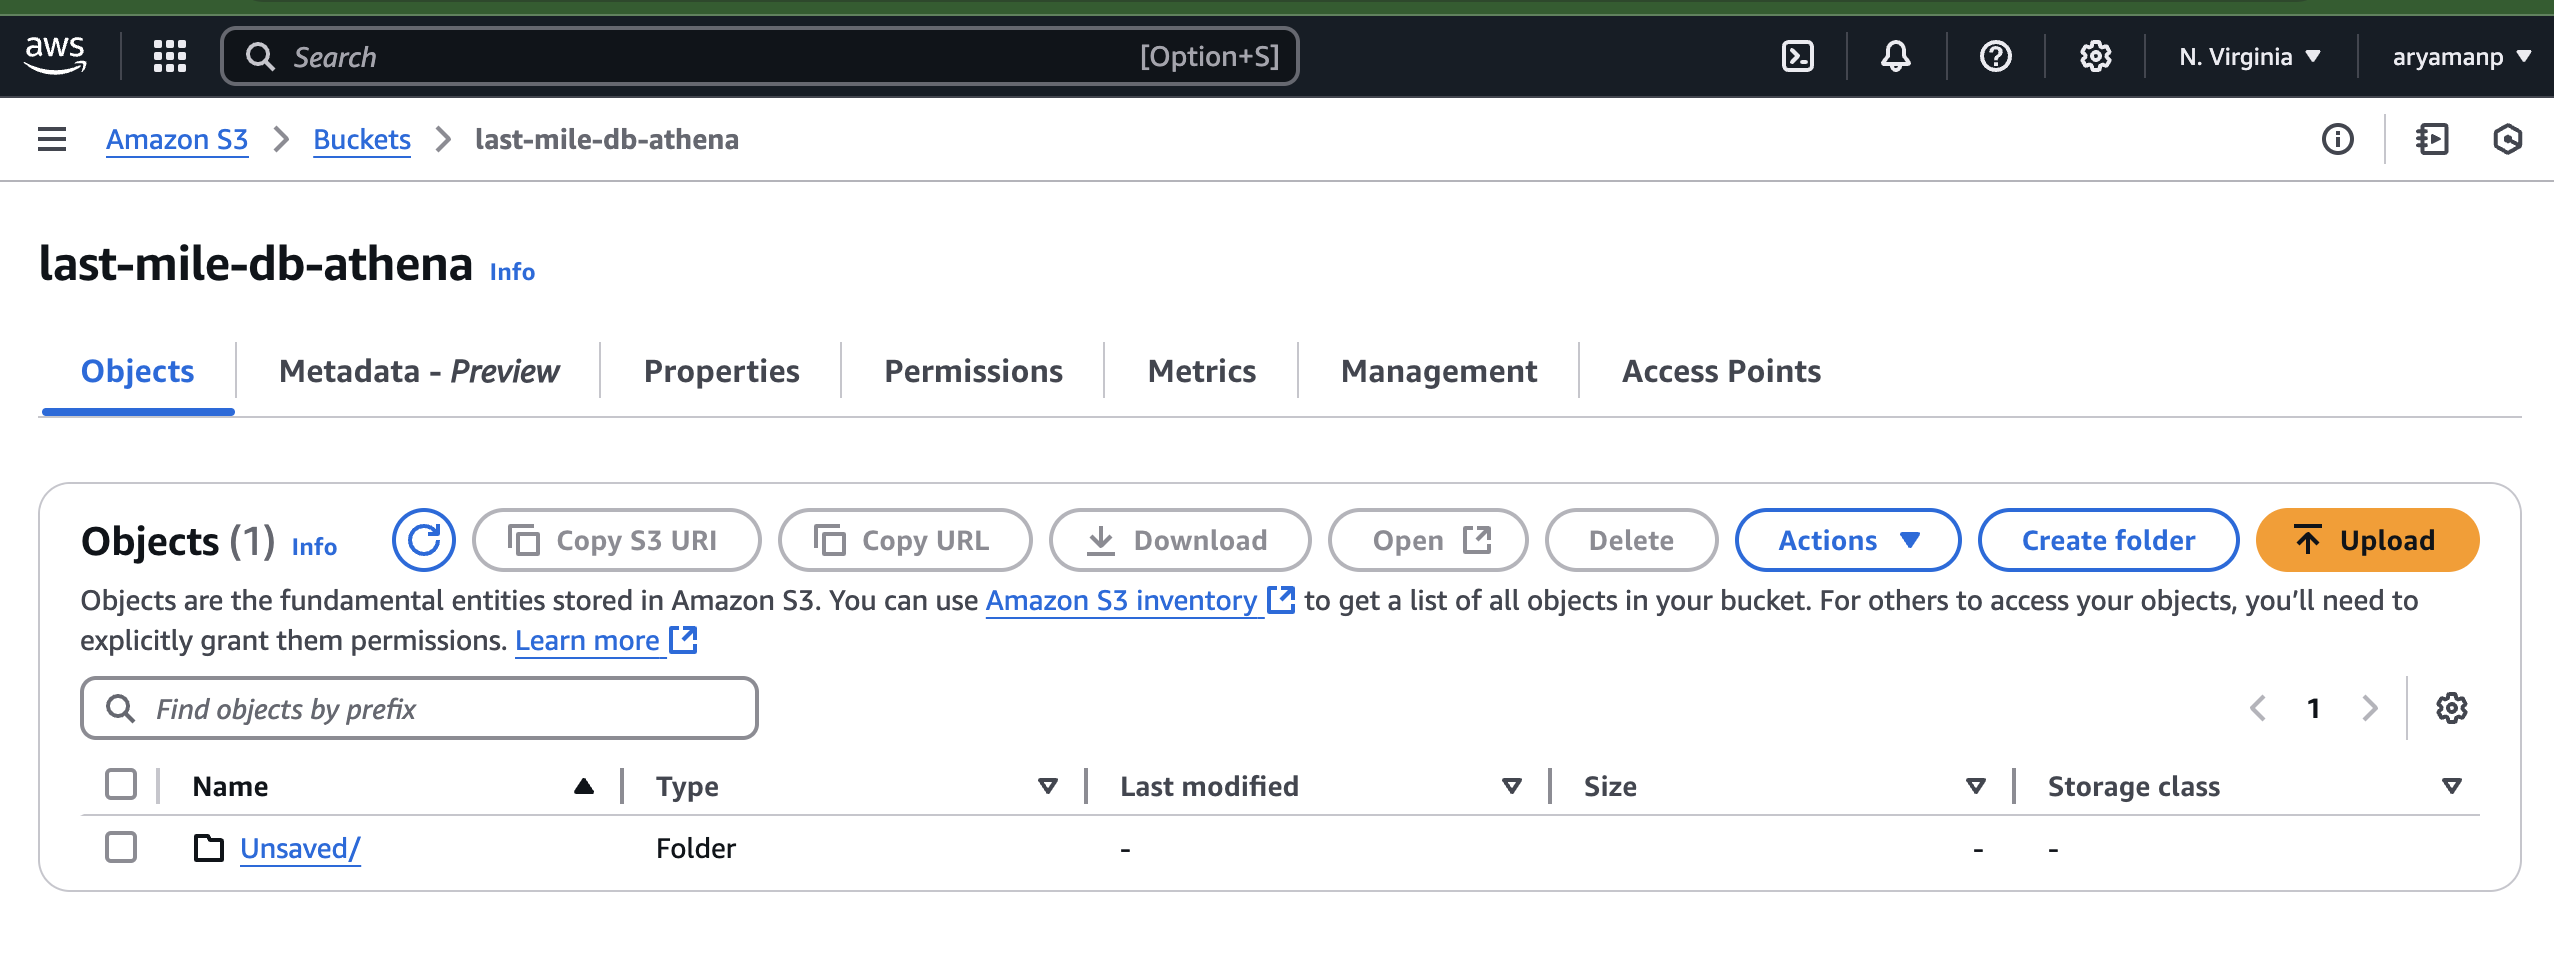 aws Search [Option+S] N. Virginia aryamanp
Amazon S3 Buckets last-mile-db-athena
last-mile-db-athena Info
Objects Metadata - Preview Properties Permissions Metrics Management Access Points
Objects (1) Info Copy S3 URI Copy URL Download Open Delete Actions Create folder Upload
Objects are the fundamental entities stored in Amazon S3. You can use Amazon S3 inventory to get a list of all objects in your bucket. For others to access your objects, you’ll need to
explicitly grant them permissions. Learn more
Find objects by prefix 1
Name Type Last modified Size Storage class
Unsaved/ Folder - - -